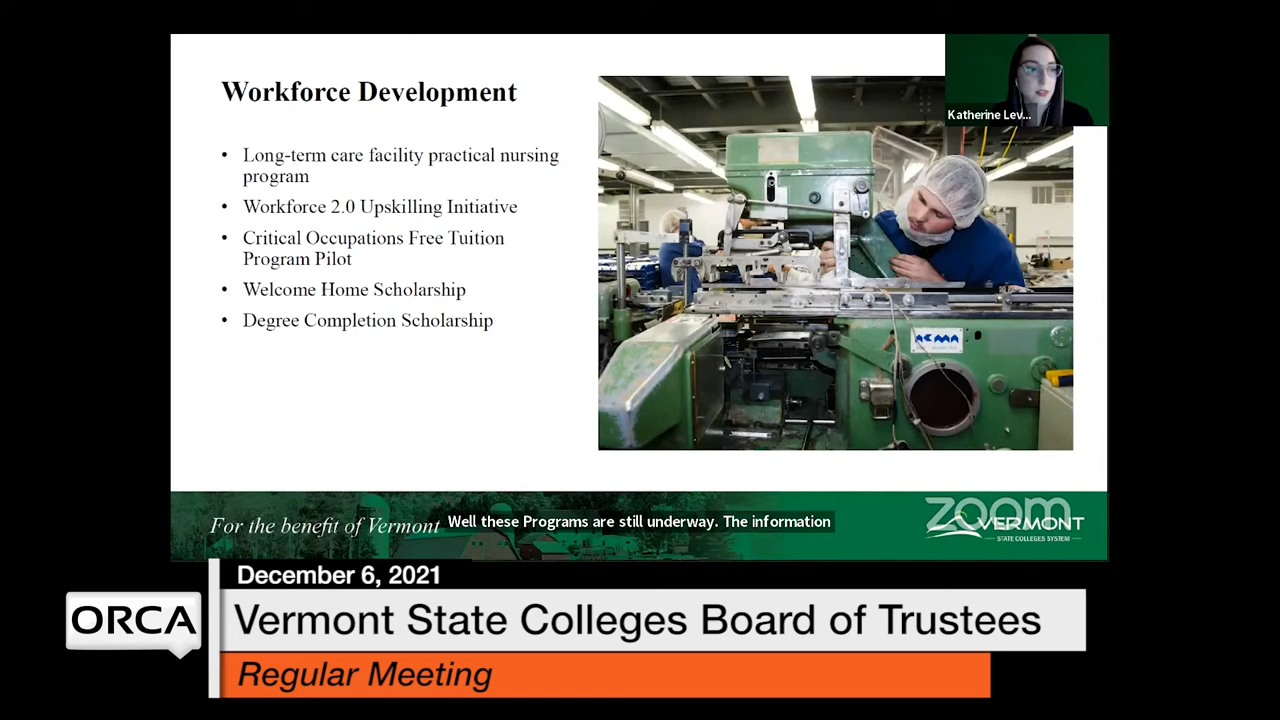 Workforce Development
Katherine Lev...
• Long-term care facility practical nursing
program
• Workforce 2.0 Upskilling Initiative
• Critical Occupations Free Tuition
Program Pilot
• Welcome Home Scholarship
• Degree Completion Scholarship
ACMA
For the benefit of Vermont
Well these Programs are still underway. The information
zoom
VERMONT
STATE COLLEGES SYSTEM
December 6, 2021
ORCA
Vermont State Colleges Board of Trustees
Regular Meeting